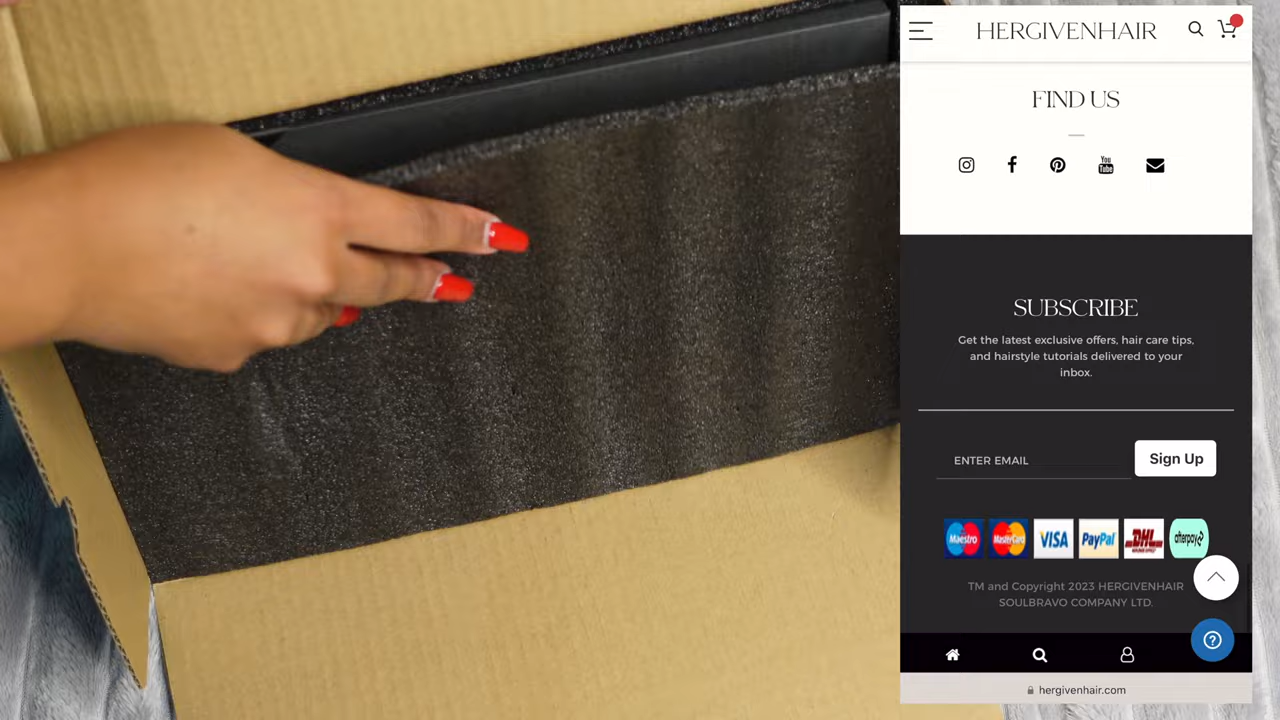 HERGIVENHAIR
FIND US
You
Tube
SUBSCRIBE
Get the latest exclusive offers, hair care tips,
and hairstyle tutorials delivered to your
inbox.
ENTER EMAIL
Sign Up
Maestro
MasterCard
VISA
PayPal
DHL
afterpay
TM and Copyright 2023 HERGIVENHAIR
SOULBRAVO COMPANY LTD.
hergivenhair.com